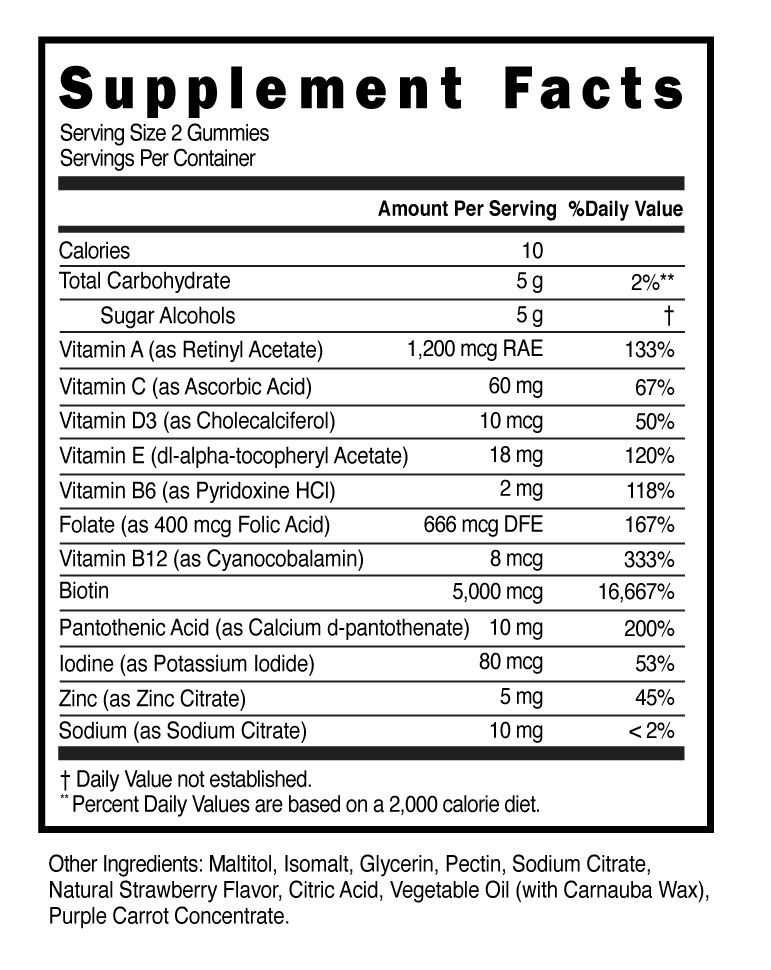 Supplement Facts
Serving Size 2 Gummies
Servings Per Container
Amount Per Serving %Daily Value
Calories 10
Total Carbohydrate 5 g 2%**
Sugar Alcohols 5 g †
Vitamin A (as Retinyl Acetate) 1,200 mcg RAE 133%
Vitamin C (as Ascorbic Acid) 60 mg 67%
Vitamin D3 (as Cholecalciferol) 10 mcg 50%
Vitamin E (dl-alpha-tocopheryl Acetate) 18 mg 120%
Vitamin B6 (as Pyridoxine HCl) 2 mg 118%
Folate (as 400 mcg Folic Acid) 666 mcg DFE 167%
Vitamin B12 (as Cyanocobalamin) 8 mcg 333%
Biotin 5,000 mcg 16,667%
Pantothenic Acid (as Calcium d-pantothenate) 10 mg 200%
Iodine (as Potassium Iodide) 80 mcg 53%
Zinc (as Zinc Citrate) 5 mg 45%
Sodium (as Sodium Citrate) 10 mg < 2%
† Daily Value not established.
** Percent Daily Values are based on a 2,000 calorie diet.
Other Ingredients: Maltitol, Isomalt, Glycerin, Pectin, Sodium Citrate,
Natural Strawberry Flavor, Citric Acid, Vegetable Oil (with Carnauba Wax),
Purple Carrot Concentrate.